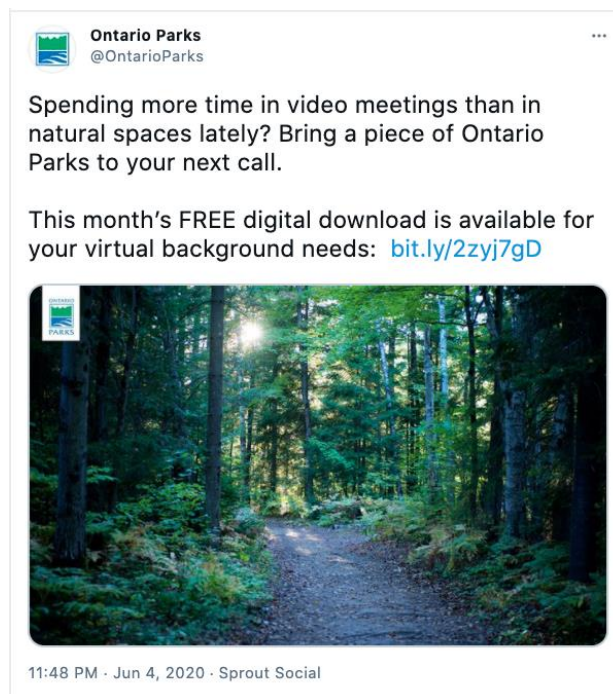 Ontario Parks
@OntarioParks
Spending more time in video meetings than in
natural spaces lately? Bring a piece of Ontario
Parks to your next call.
This month’s FREE digital download is available for
your virtual background needs: bit.ly/2zyj7gD
ONTARIO
PARKS
11:48 PM · Jun 4, 2020 · Sprout Social